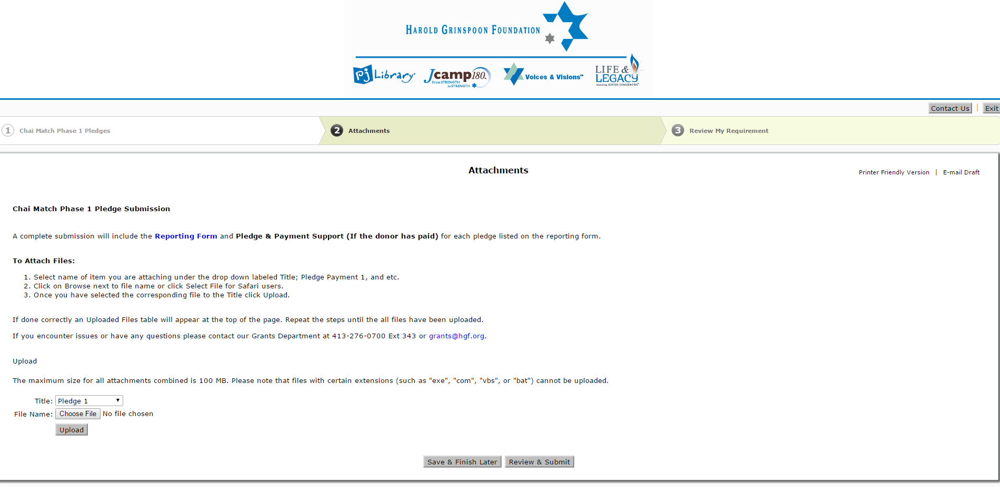 HAROLD GRINSPOON FOUNDATION
PJ Library
Jcamp180.
From STRENGTH
to STRENGTH
Voices & Visions™
LIFE &
LEGACY
Assuring JEWISH TOMORROWS™
Contact Us | Exit
1 Chai Match Phase 1 Pledges
2 Attachments
3 Review My Requirement
Attachments
Printer Friendly Version | E-mail Draft
Chai Match Phase 1 Pledge Submission
A complete submission will include the Reporting Form and Pledge & Payment Support (If the donor has paid) for each pledge listed on the reporting form.
To Attach Files:
1. Select name of item you are attaching under the drop down labeled Title; Pledge Payment 1, and etc.
2. Click on Browse next to file name or click Select File for Safari users.
3. Once you have selected the corresponding file to the Title click Upload.
If done correctly an Uploaded Files table will appear at the top of the page. Repeat the steps until the all files have been uploaded.
If you encounter issues or have any questions please contact our Grants Department at 413-276-0700 Ext 343 or grants@hgf.org.
Upload
The maximum size for all attachments combined is 100 MB. Please note that files with certain extensions (such as "exe", "com", "vbs", or "bat") cannot be uploaded.
Title: Pledge 1
File Name: Choose File No file chosen
Upload
Save & Finish Later Review & Submit